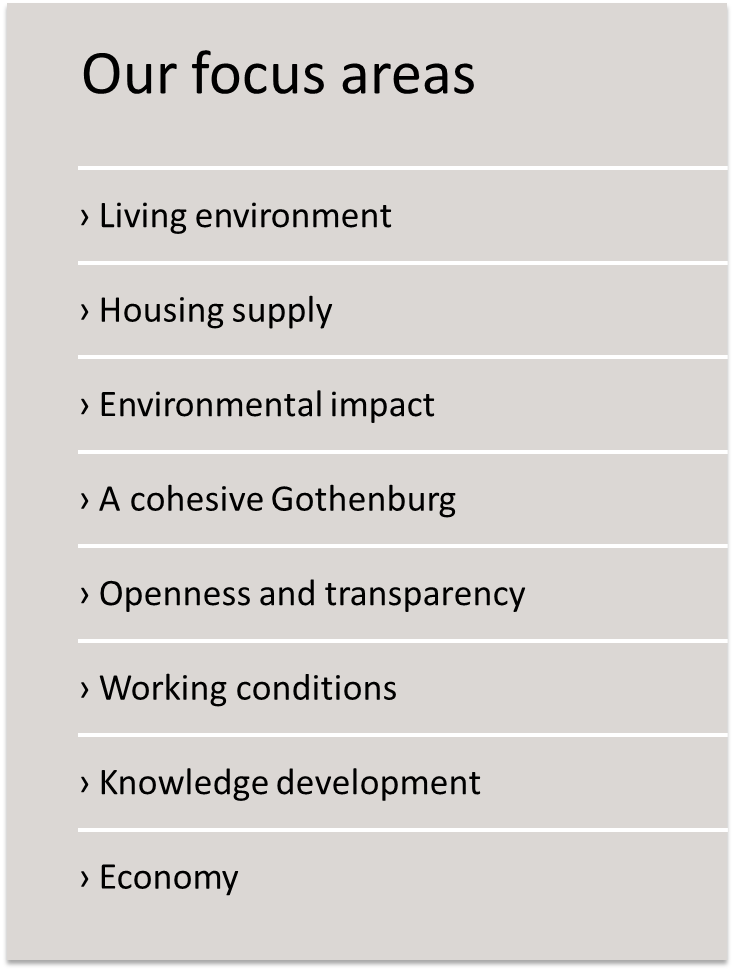 Our focus areas
› Living environment
› Housing supply
› Environmental impact
› A cohesive Gothenburg
› Openness and transparency
› Working conditions
› Knowledge development
› Economy